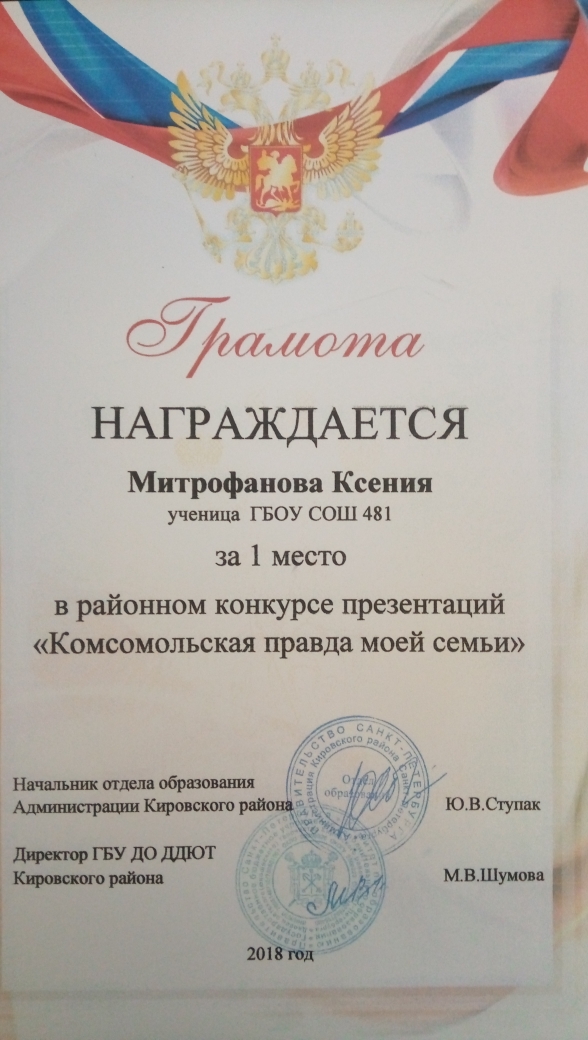 Грамота
НАГРАЖДАЕТСЯ
Митрофанова Ксения
ученица ГБОУ СОШ 481
за 1 место
в районном конкурсе презентаций
«Комсомольская правда моей семьи»
Начальник отдела образования
Администрации Кировского района
Ю.В.Ступак
Директор ГБУ ДО ДДЮТ
Кировского района
М.В.Шумова
2018 год